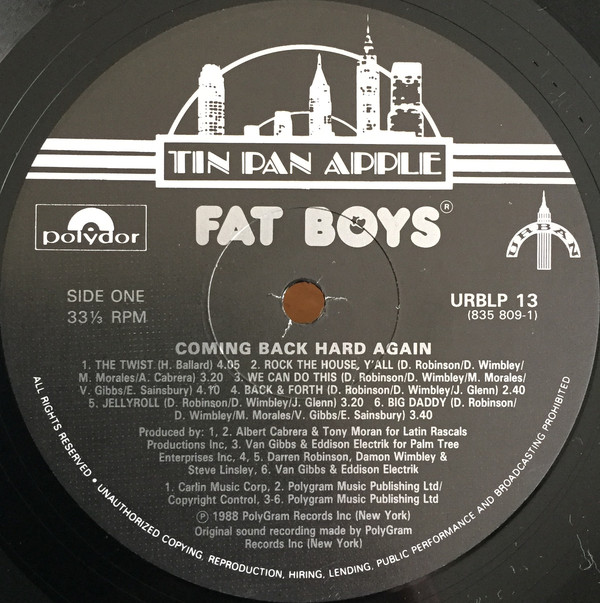 TIN PAN APPLE
polydor
FAT BOYS®
URBAN
SIDE ONE
33⅓ RPM
URBLP 13
(835 809-1)
COMING BACK HARD AGAIN
1. THE TWIST (H. Ballard) 4.05 2. ROCK THE HOUSE, Y'ALL (D. Robinson/D. Wimbley/
M. Morales/A. Cabrera) 3.20 3. WE CAN DO THIS (D. Robinson/D. Wimbley/M. Morales/
V. Gibbs/E. Sainsbury) 4.10 4. BACK & FORTH (D. Robinson/D. Wimbley/J. Glenn) 2.40
5. JELLYROLL (D. Robinson/D. Wimbley/J. Glenn) 3.20 6. BIG DADDY (D. Robinson/
D. Wimbley/M. Morales/V. Gibbs/E. Sainsbury) 3.40
Produced by: 1, 2. Albert Cabrera & Tony Moran for Latin Rascals
Productions Inc, 3. Van Gibbs & Eddison Electrik for Palm Tree
Enterprises Inc, 4, 5. Darren Robinson, Damon Wimbley &
Steve Linsley, 6. Van Gibbs & Eddison Electrik
1. Carlin Music Corp, 2. Polygram Music Publishing Ltd/
Copyright Control, 3-6. Polygram Music Publishing Ltd
℗ 1988 PolyGram Records Inc (New York)
Original sound recording made by PolyGram
Records Inc (New York)
ALL RIGHTS RESERVED • UNAUTHORIZED COPYING, REPRODUCTION, HIRING, LENDING, PUBLIC PERFORMANCE AND BROADCASTING PROHIBITED